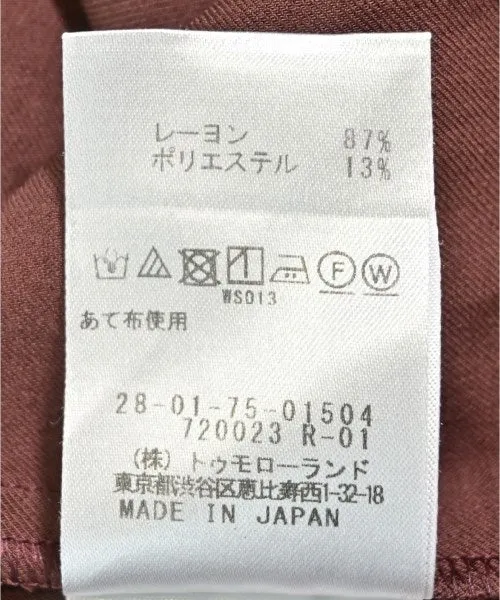 レーヨン 87%
ポリエステル 13%
F W
WS013
あて布使用
28-01-75-01504
720023 R-01
(株)トゥモローランド
東京都渋谷区恵比寿西1-32-18
MADE IN JAPAN